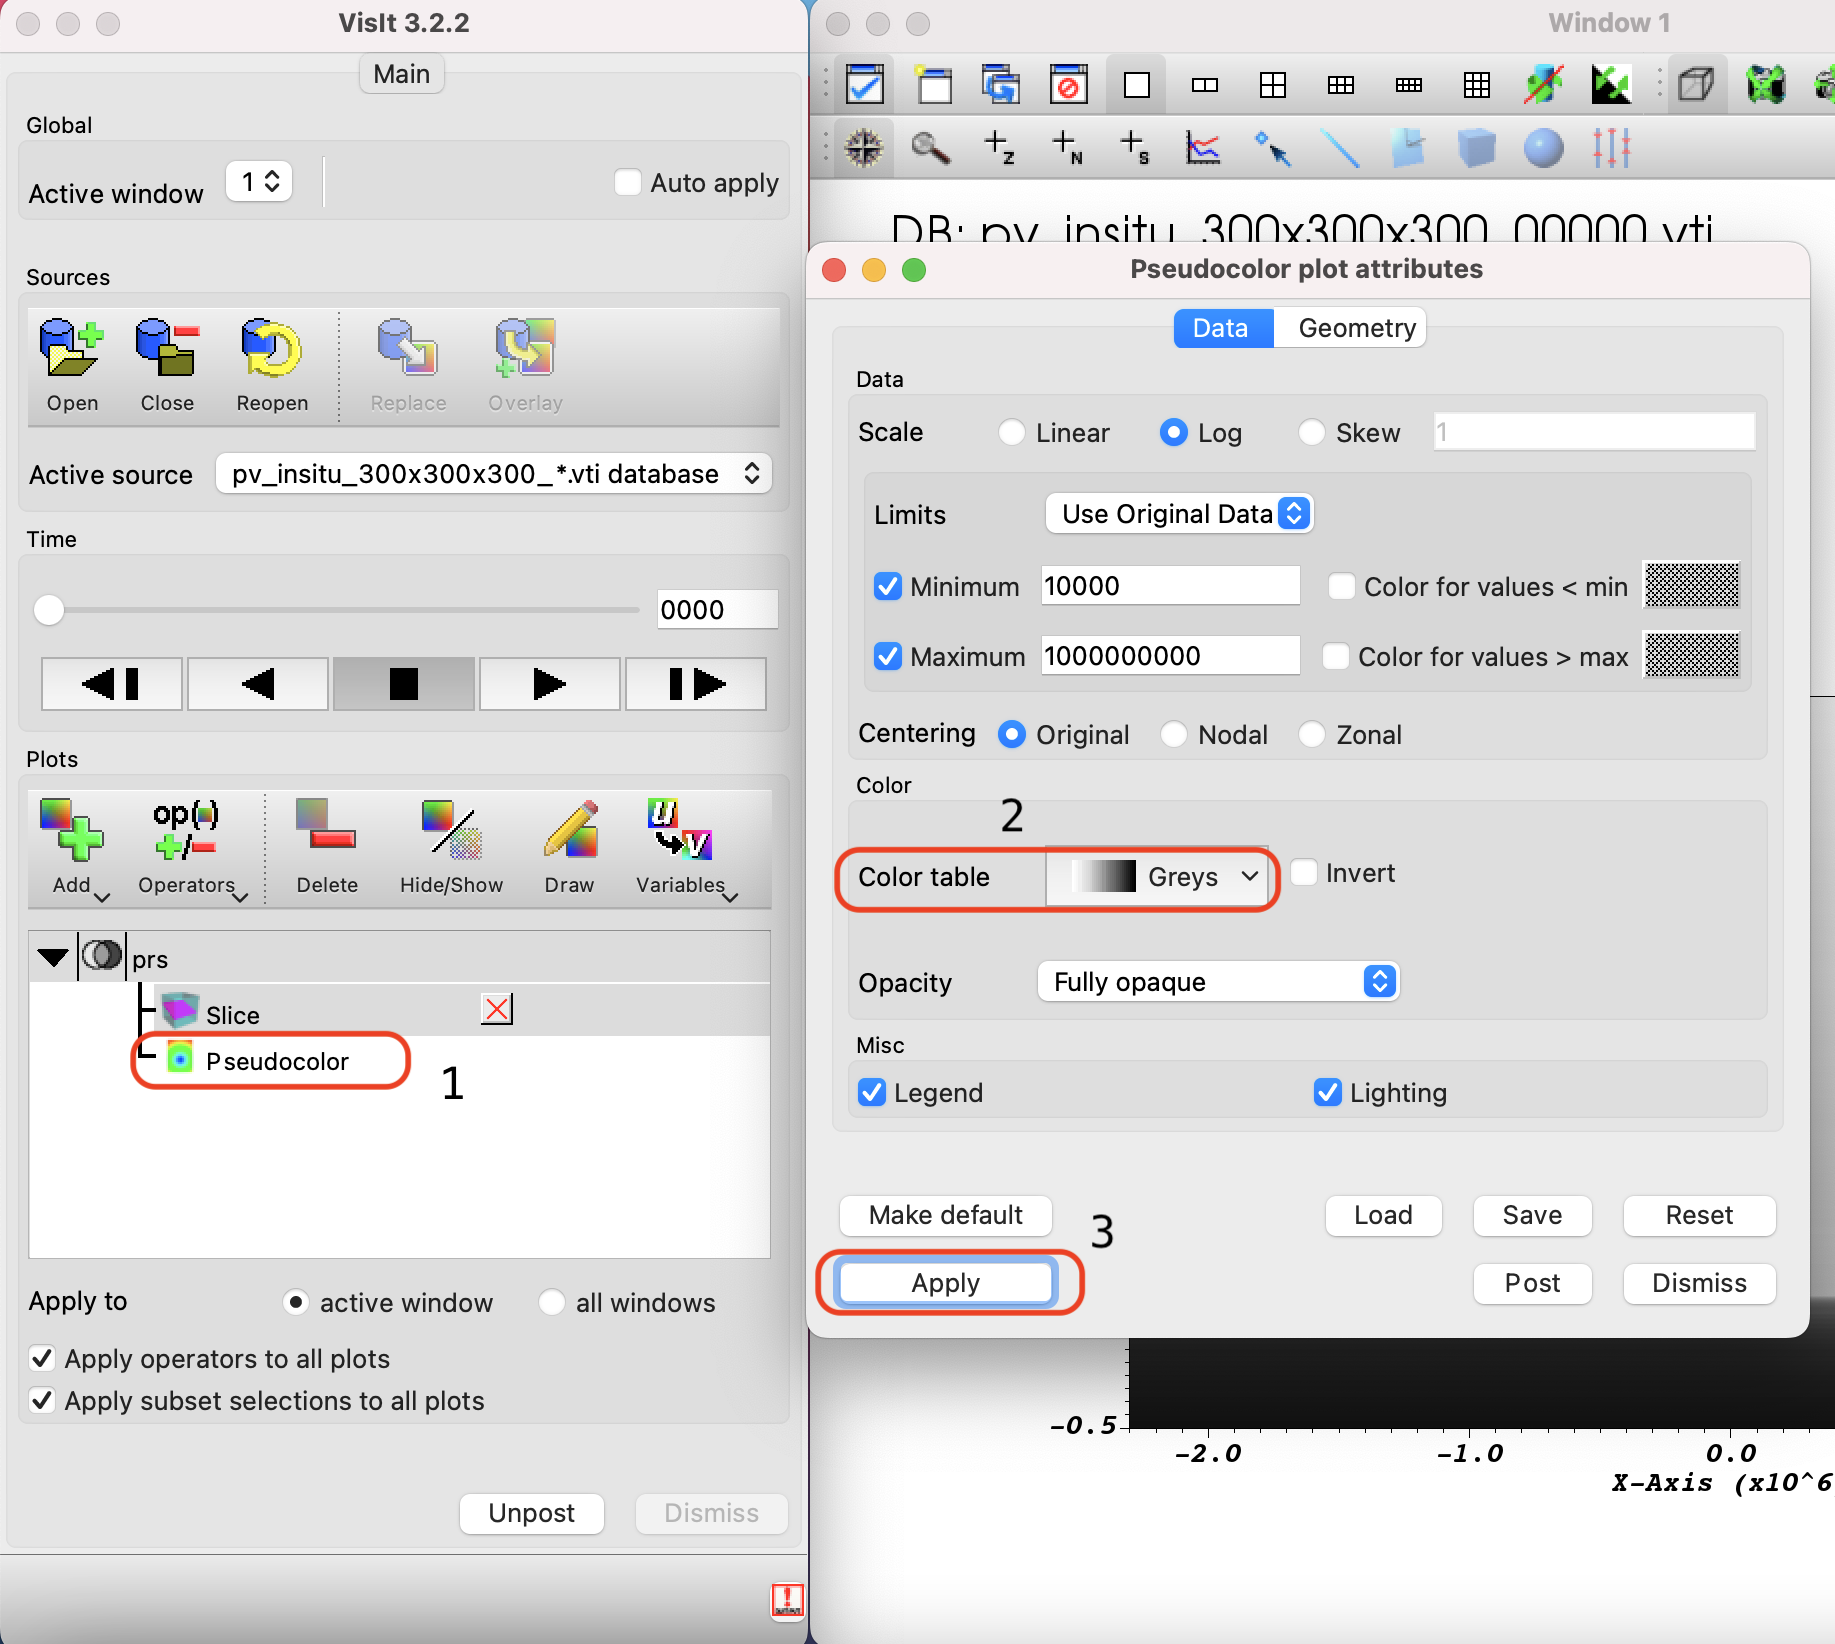 VisIt 3.2.2
Main
Global
Active window 1 Auto apply
Sources
Open Close Reopen Replace Overlay
Active source pv_insitu_300x300x300_*.vti database
Time
0000
Plots
op( )
+/-
U V
Add Operators Delete Hide/Show Draw Variables
prs
Slice
Pseudocolor
1
Apply to active window all windows
Apply operators to all plots
Apply subset selections to all plots
Unpost Dismiss
Window 1
Z N S
DB: pv_insitu_300x300x300_00000.vti
Pseudocolor plot attributes
Data Geometry
Data
Scale Linear Log Skew 1
Limits Use Original Data
Minimum 10000 Color for values < min
Maximum 1000000000 Color for values > max
Centering Original Nodal Zonal
Color
2
Color table Greys Invert
Opacity Fully opaque
Misc
Legend Lighting
Make default Load Save Reset
3
Apply Post Dismiss
-0.5
-2.0 -1.0 0.0
X-Axis (x10^6